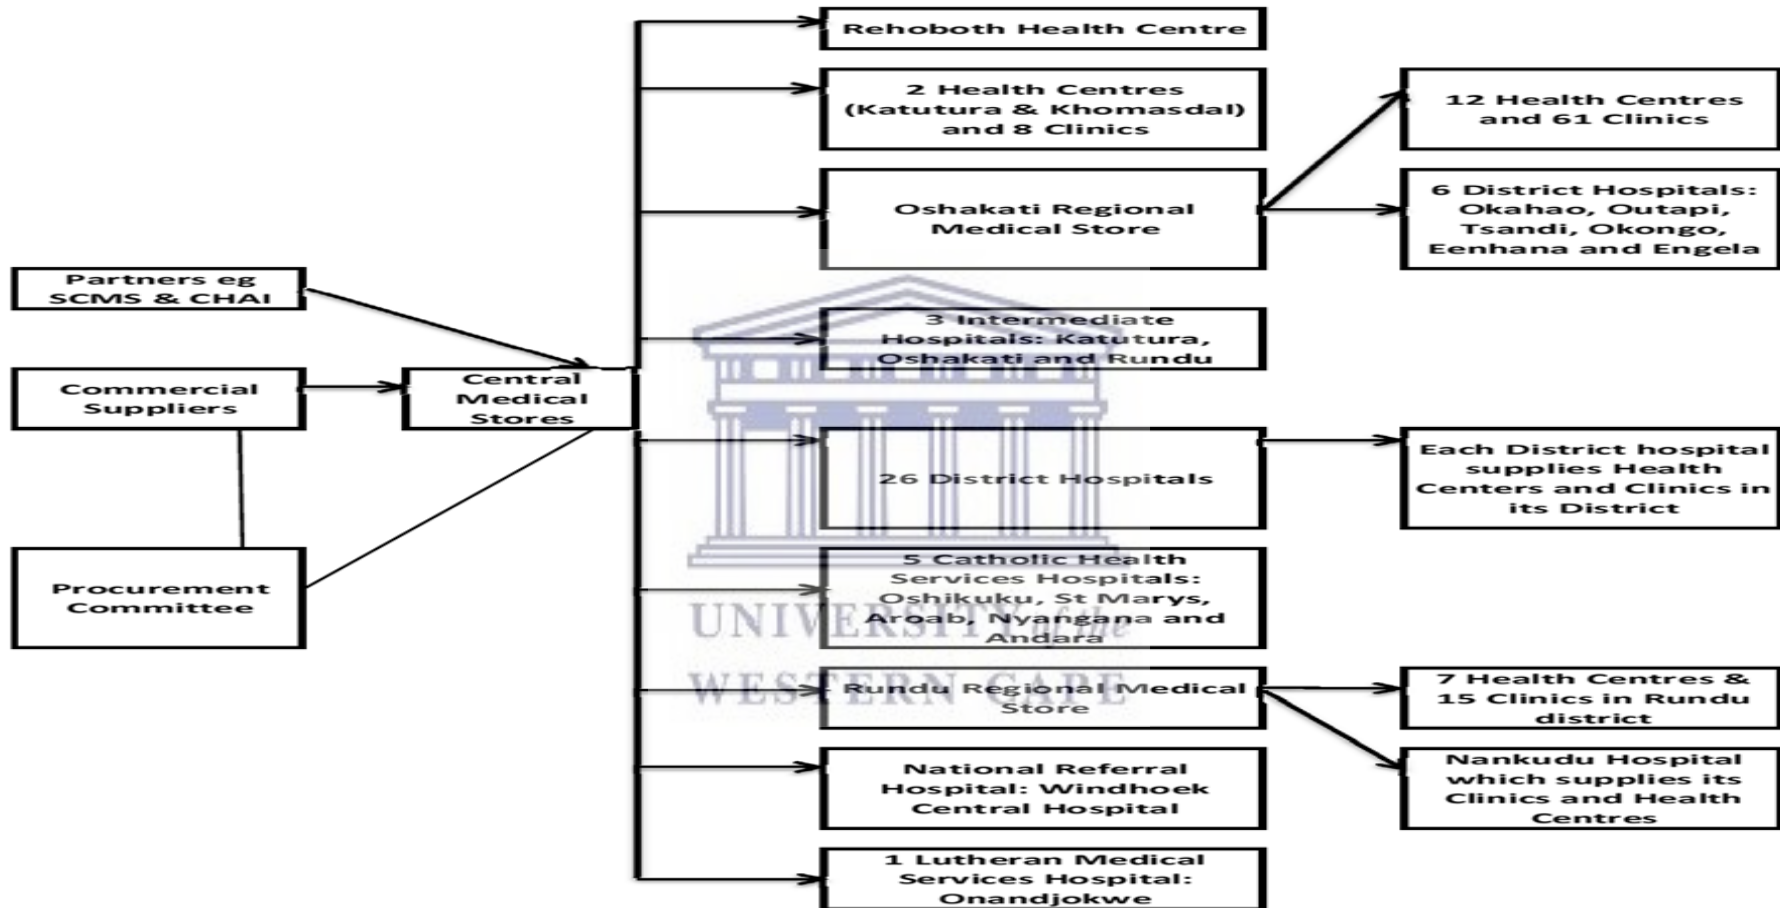 Rehoboth Health Centre
2 Health Centres
(Katutura & Khomasdal)
and 8 Clinics
12 Health Centres
and 61 Clinics
Oshakati Regional
Medical Store
6 District Hospitals:
Okahao, Outapi,
Tsandi, Okongo,
Eenhana and Engela
Partners eg
SCMS & CHAI
3 Intermediate
Hospitals: Katutura,
Oshakati and Rundu
Commercial
Suppliers
Central
Medical
Stores
26 District Hospitals
Each District hospital
supplies Health
Centers and Clinics in
its District
Procurement
Committee
5 Catholic Health
Services Hospitals:
Oshikuku, St Marys,
Aroab, Nyangana and
Andara
UNIVERSITY of the
WESTERN CAPE
Rundu Regional Medical
Store
7 Health Centres &
15 Clinics in Rundu
district
National Referral
Hospital: Windhoek
Central Hospital
Nankudu Hospital
which supplies its
Clinics and Health
Centres
1 Lutheran Medical
Services Hospital:
Onandjokwe